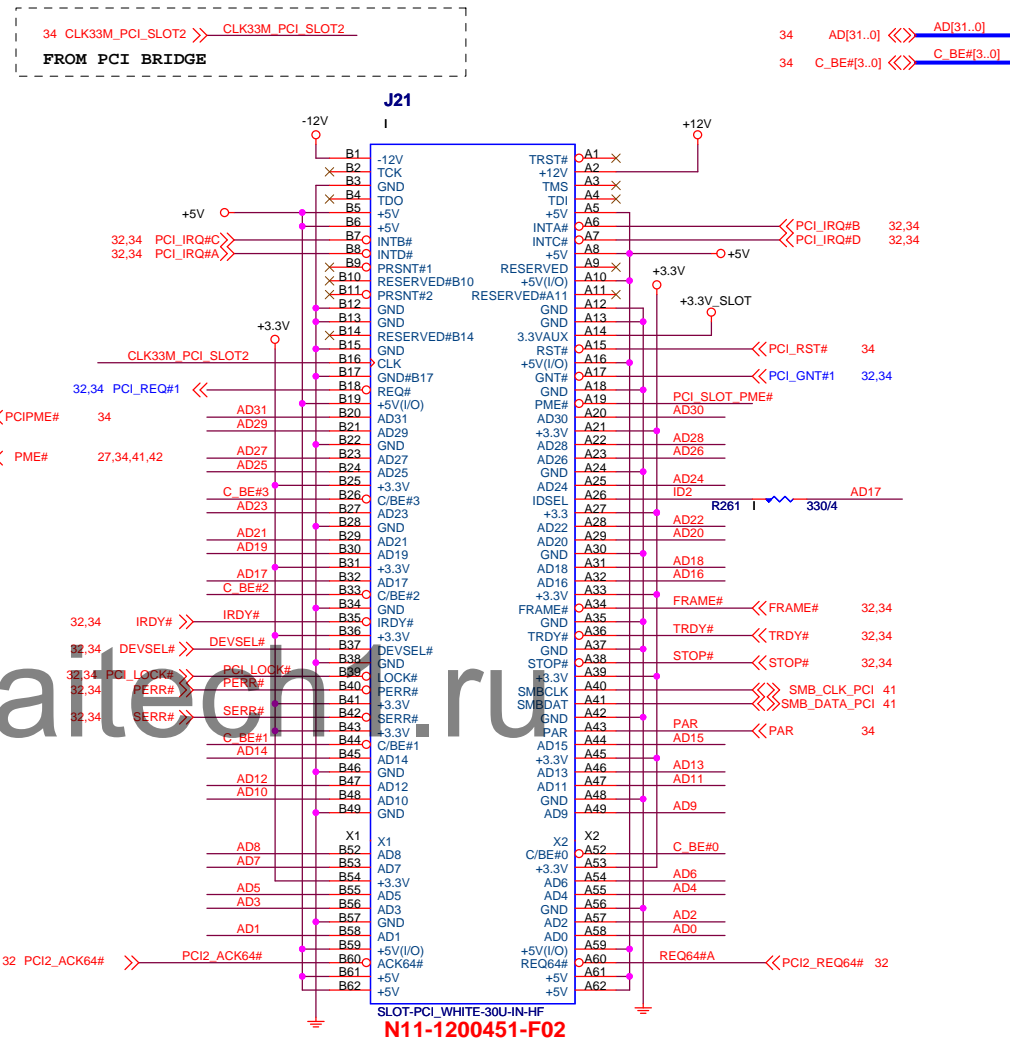 34 CLK33M_PCI_SLOT2 CLK33M_PCI_SLOT2
FROM PCI BRIDGE
34 AD[31..0] AD[31..0]
34 C_BE#[3..0] C_BE#[3..0]
J21
I
-12V +12V
B1 -12V TRST# A1
B2 TCK +12V A2
B3 GND TMS A3
B4 TDO TDI A4
+5V B5 +5V +5V A5
B6 +5V INTA# A6 PCI_IRQ#B 32,34
32,34 PCI_IRQ#C B7 INTB# INTC# A7 PCI_IRQ#D 32,34
32,34 PCI_IRQ#A B8 INTD# +5V A8 +5V
B9 PRSNT#1 RESERVED A9
B10 RESERVED#B10 +5V(I/O) A10 +3.3V
B11 PRSNT#2 RESERVED#A11 A11
B12 GND GND A12 +3.3V_SLOT
B13 GND GND A13
+3.3V B14 RESERVED#B14 3.3VAUX A14
B15 GND RST# A15 PCI_RST# 34
CLK33M_PCI_SLOT2 B16 CLK +5V(I/O) A16
B17 GND#B17 GNT# A17 PCI_GNT#1 32,34
32,34 PCI_REQ#1 B18 REQ# GND A18
B19 +5V(I/O) PME# A19 PCI_SLOT_PME#
PCIPME# 34 AD31 B20 AD31 AD30 A20 AD30
AD29 B21 AD29 +3.3V A21
B22 GND AD28 A22 AD28
PME# 27,34,41,42 AD27 B23 AD27 AD26 A23 AD26
AD25 B24 AD25 GND A24
B25 +3.3V AD24 A25 AD24
C_BE#3 B26 C/BE#3 IDSEL A26 ID2 R261 I 330/4 AD17
AD23 B27 AD23 +3.3 A27
B28 GND AD22 A28 AD22
AD21 B29 AD21 AD20 A29 AD20
AD19 B30 AD19 GND A30
B31 +3.3V AD18 A31 AD18
AD17 B32 AD17 AD16 A32 AD16
C_BE#2 B33 C/BE#2 +3.3V A33
B34 GND FRAME# A34 FRAME# FRAME# 32,34
32,34 IRDY# IRDY# B35 IRDY# GND A35
B36 +3.3V TRDY# A36 TRDY# TRDY# 32,34
32,34 DEVSEL# DEVSEL# B37 DEVSEL# GND A37
B38 GND STOP# A38 STOP# STOP# 32,34
32,34 PCI_LOCK# PCI_LOCK# B39 LOCK# +3.3V A39
32,34 PERR# PERR# B40 PERR# SMBCLK A40 SMB_CLK_PCI 41
B41 +3.3V SMBDAT A41 SMB_DATA_PCI 41
32,34 SERR# SERR# B42 SERR# GND A42
B43 +3.3V PAR A43 PAR PAR 34
C_BE#1 B44 C/BE#1 AD15 A44 AD15
AD14 B45 AD14 +3.3V A45
B46 GND AD13 A46 AD13
AD12 B47 AD12 AD11 A47 AD11
AD10 B48 AD10 GND A48
B49 GND AD9 A49 AD9
X1 X1 X2 X2
AD8 B52 AD8 C/BE#0 A52 C_BE#0
AD7 B53 AD7 +3.3V A53
B54 +3.3V AD6 A54 AD6
AD5 B55 AD5 AD4 A55 AD4
AD3 B56 AD3 GND A56
B57 GND AD2 A57 AD2
AD1 B58 AD1 AD0 A58 AD0
B59 +5V(I/O) +5V(I/O) A59
32 PCI2_ACK64# PCI2_ACK64# B60 ACK64# REQ64# A60 REQ64#A PCI2_REQ64# 32
B61 +5V +5V A61
B62 +5V +5V A62
SLOT-PCI_WHITE-30U-IN-HF
N11-1200451-F02
aitech1.ru